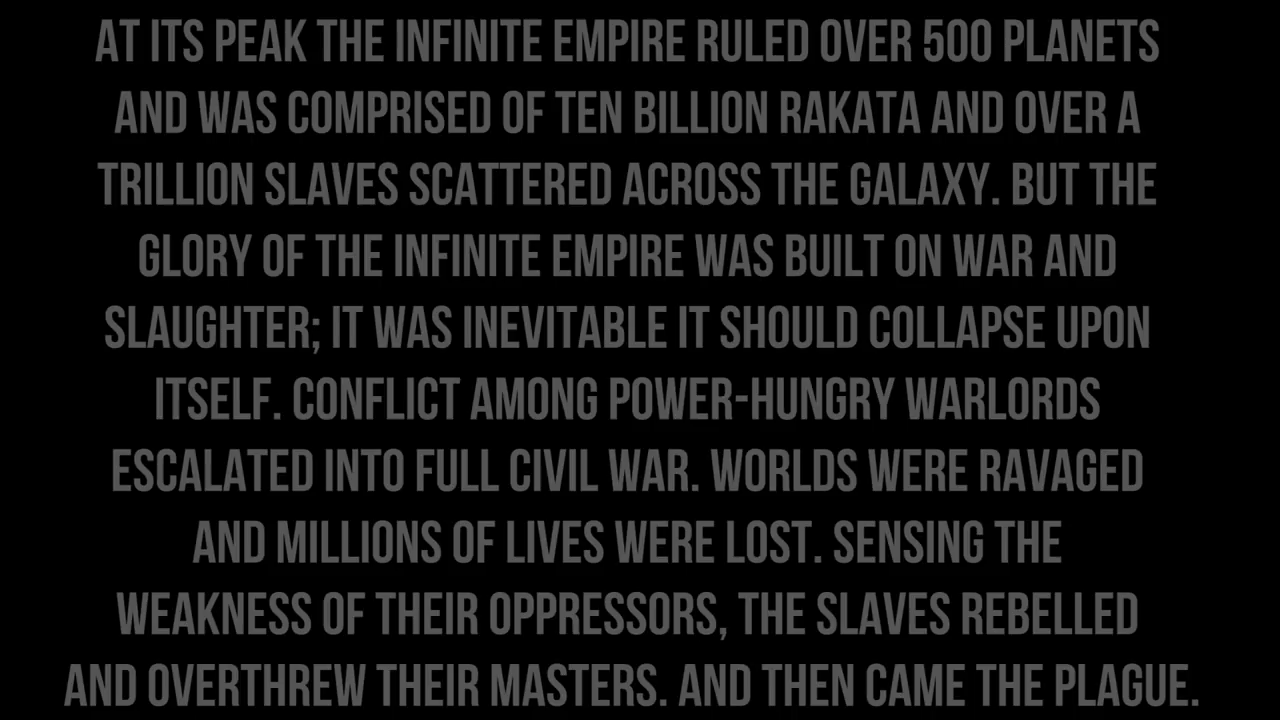 AT ITS PEAK THE INFINITE EMPIRE RULED OVER 500 PLANETS
AND WAS COMPRISED OF TEN BILLION RAKATA AND OVER A
TRILLION SLAVES SCATTERED ACROSS THE GALAXY. BUT THE
GLORY OF THE INFINITE EMPIRE WAS BUILT ON WAR AND
SLAUGHTER; IT WAS INEVITABLE IT SHOULD COLLAPSE UPON
ITSELF. CONFLICT AMONG POWER-HUNGRY WARLORDS
ESCALATED INTO FULL CIVIL WAR. WORLDS WERE RAVAGED
AND MILLIONS OF LIVES WERE LOST. SENSING THE
WEAKNESS OF THEIR OPPRESSORS, THE SLAVES REBELLED
AND OVERTHREW THEIR MASTERS. AND THEN CAME THE PLAGUE.